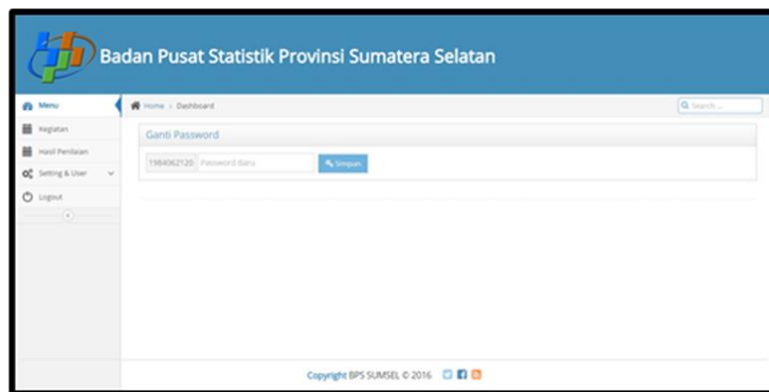 Badan Pusat Statistik Provinsi Sumatera Selatan
Menu
Home > Dashboard
Search ...
Kegiatan
Ganti Password
Hasil Penilaian
1984062120 Password Baru Simpan
Setting & User
Logout
Copyright BPS SUMSEL © 2016